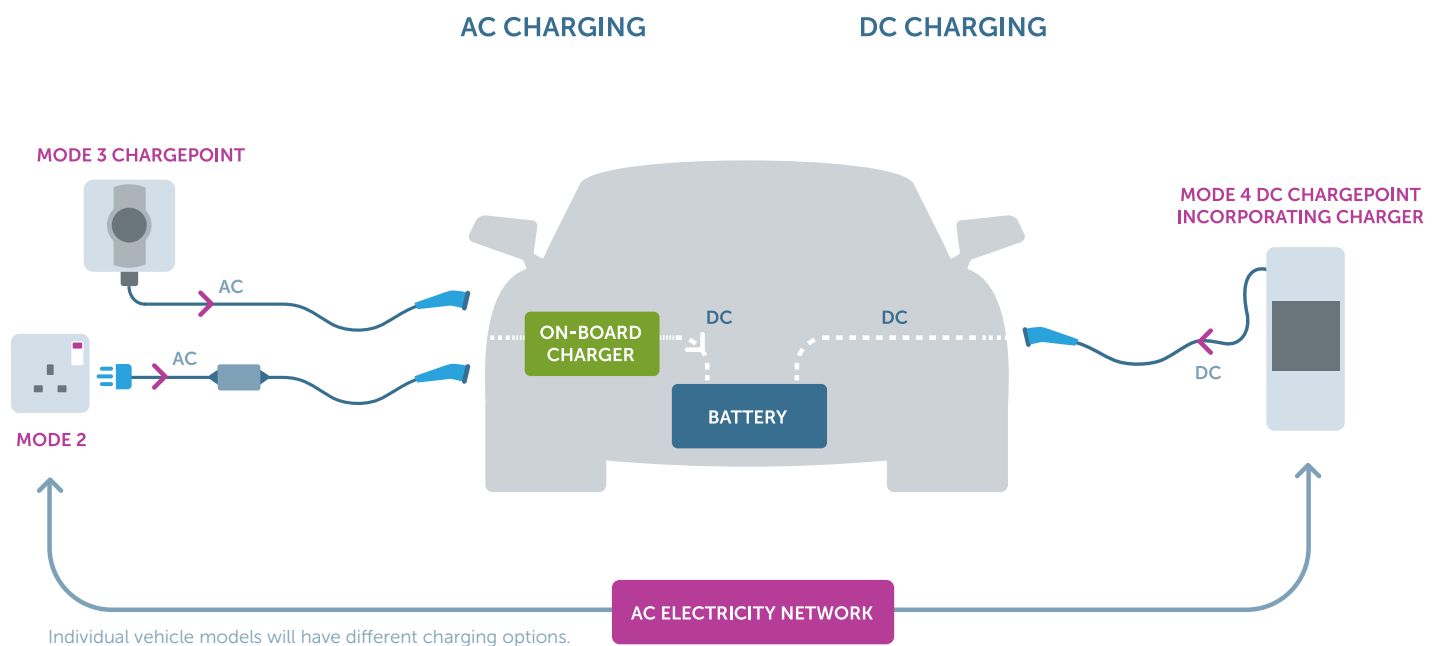 AC CHARGING
DC CHARGING
MODE 3 CHARGEPOINT
MODE 4 DC CHARGEPOINT
INCORPORATING CHARGER
AC
ON-BOARD
CHARGER
DC
DC
AC
DC
BATTERY
MODE 2
AC ELECTRICITY NETWORK
Individual vehicle models will have different charging options.